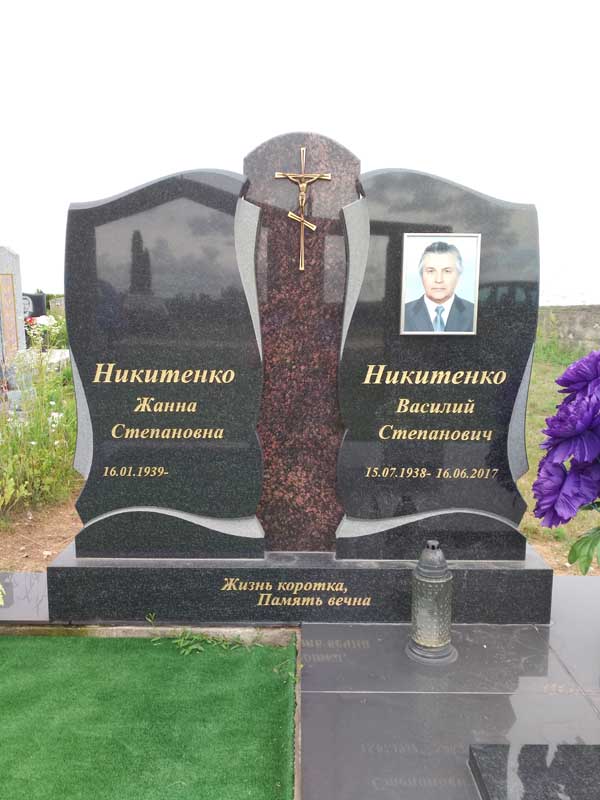 Никитенко
Жанна
Степановна
16.01.1939-
Никитенко
Василий
Степанович
15.07.1938- 16.06.2017
Жизнь коротка,
Память вечна